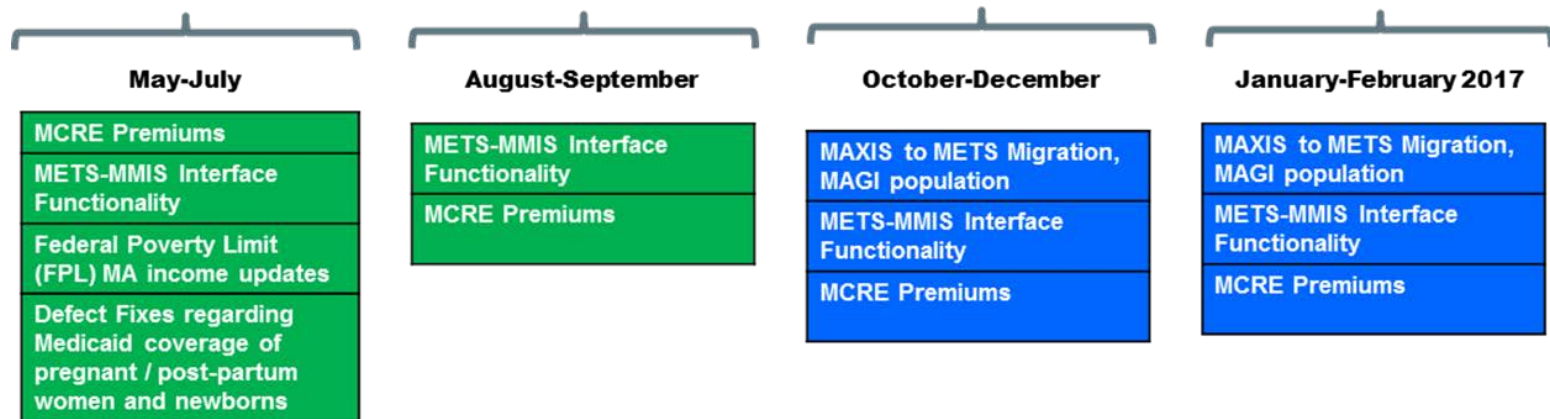 May-July
MCRE Premiums
METS-MMIS Interface
Functionality
Federal Poverty Limit
(FPL) MA income updates
Defect Fixes regarding
Medicaid coverage of
pregnant / post-partum
women and newborns
August-September
METS-MMIS Interface
Functionality
MCRE Premiums
October-December
MAXIS to METS Migration,
MAGI population
METS-MMIS Interface
Functionality
MCRE Premiums
January-February 2017
MAXIS to METS Migration,
MAGI population
METS-MMIS Interface
Functionality
MCRE Premiums